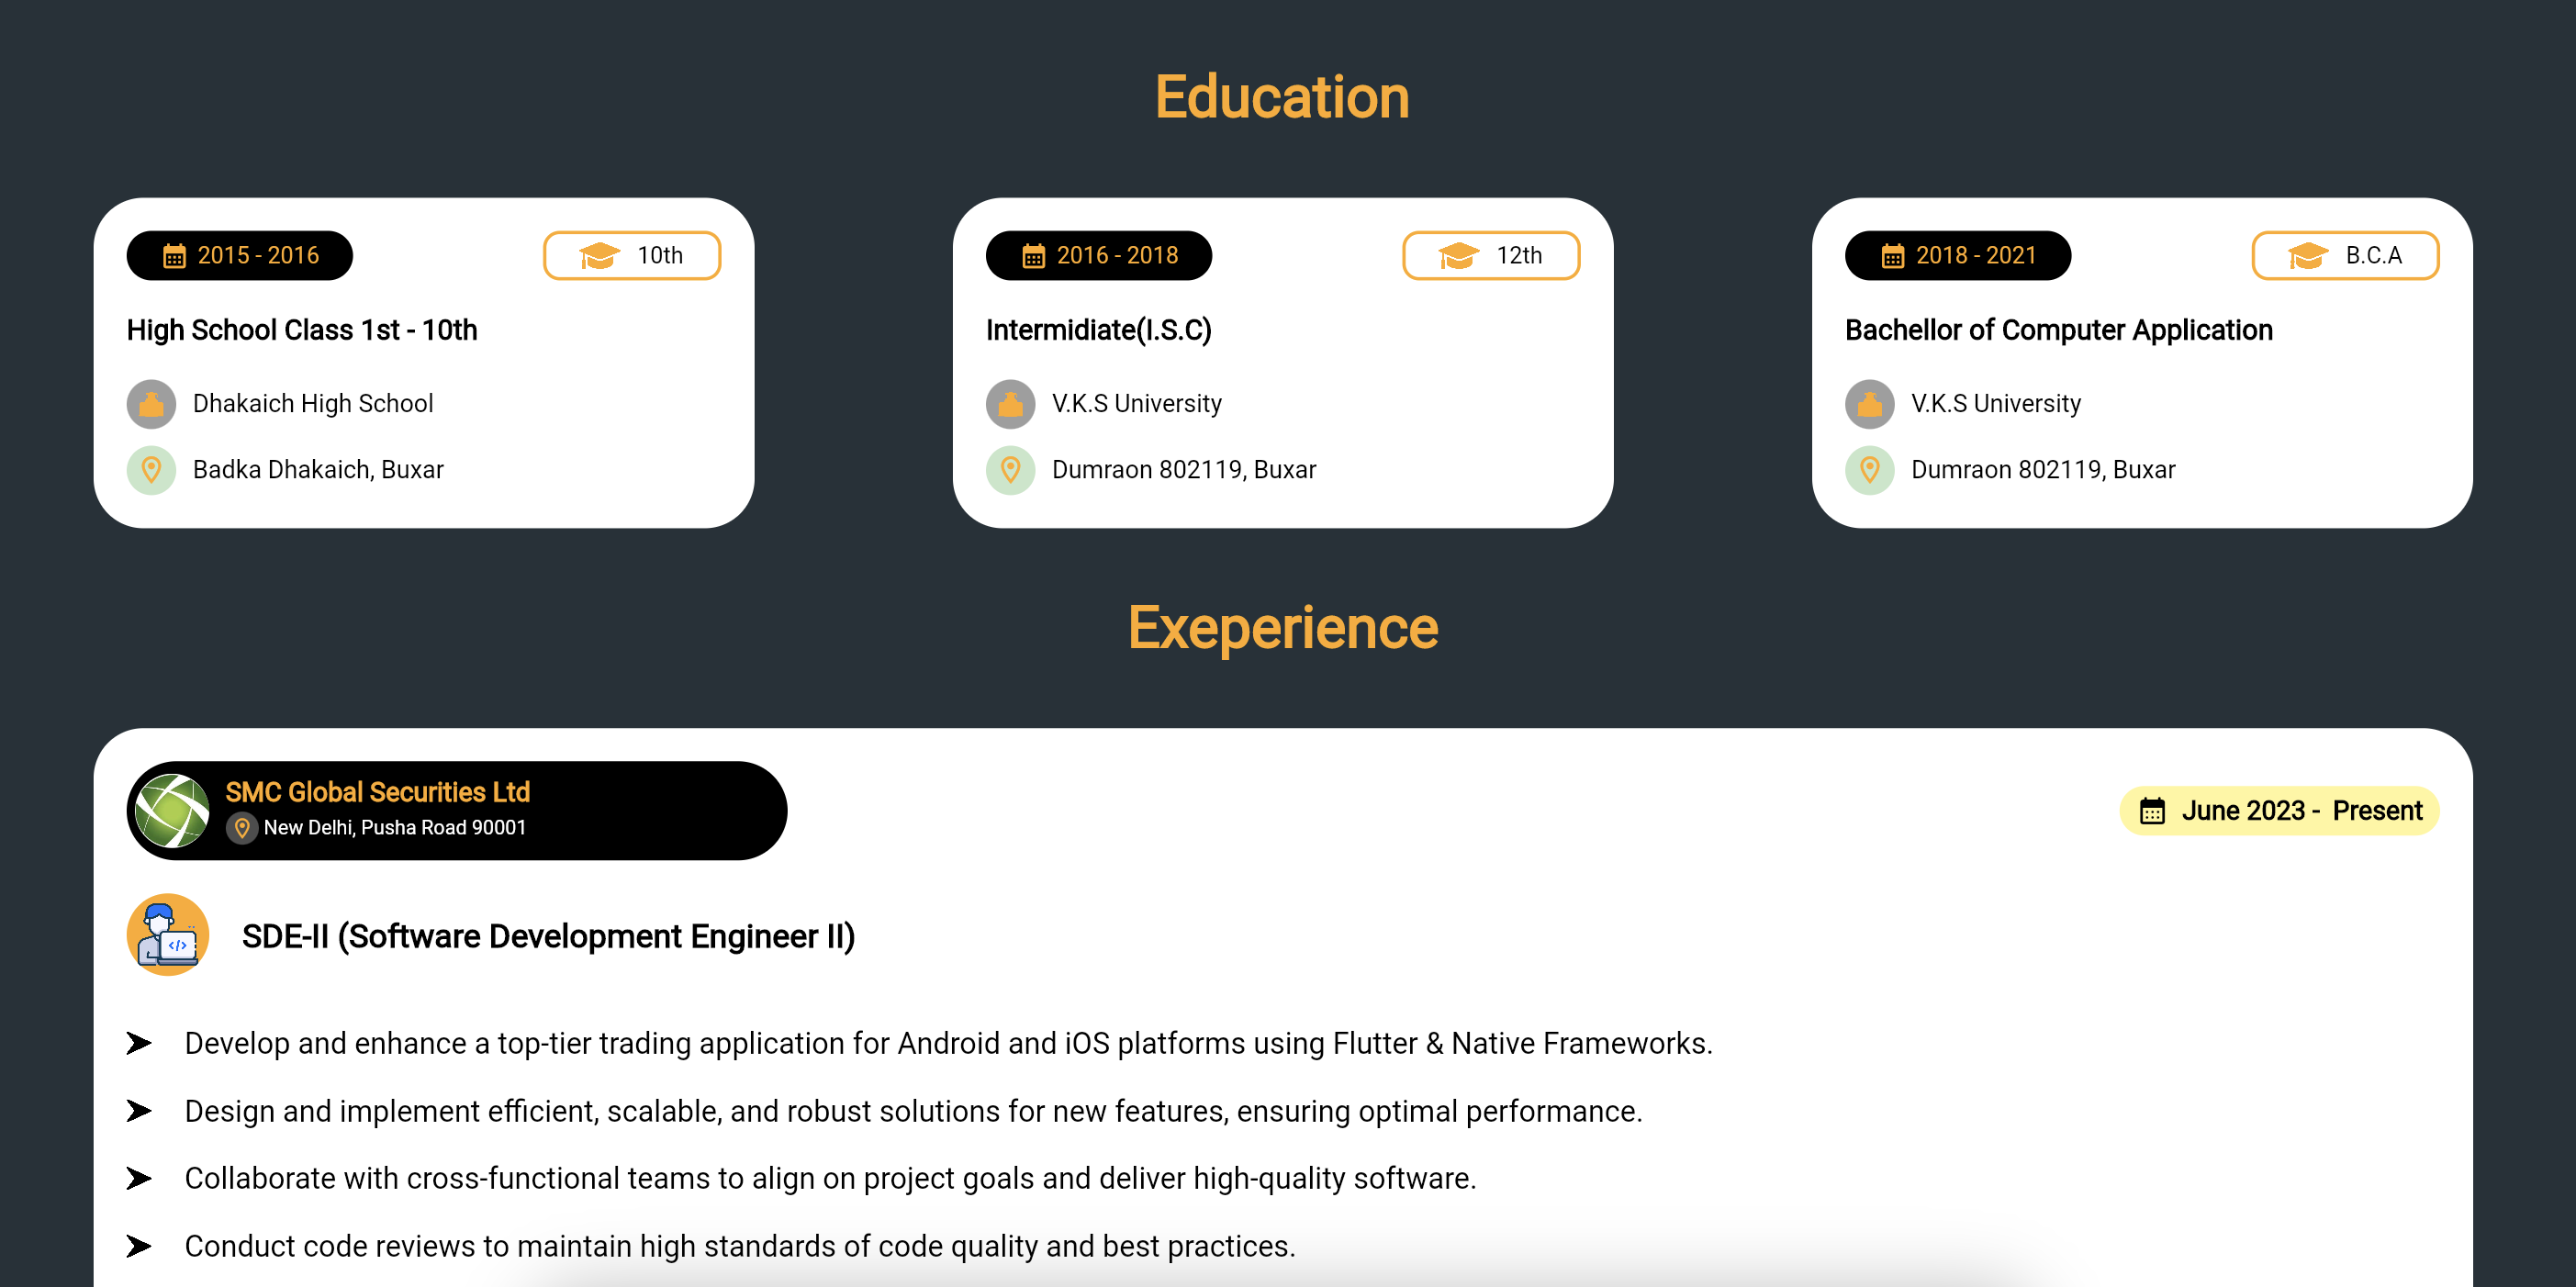 Education
2015 - 2016
10th
High School Class 1st - 10th
Dhakaich High School
Badka Dhakaich, Buxar
2016 - 2018
12th
Intermidiate(I.S.C)
V.K.S University
Dumraon 802119, Buxar
2018 - 2021
B.C.A
Bachellor of Computer Application
V.K.S University
Dumraon 802119, Buxar
Exeperience
SMC Global Securities Ltd
New Delhi, Pusha Road 90001
June 2023 - Present
SDE-II (Software Development Engineer II)
Develop and enhance a top-tier trading application for Android and iOS platforms using Flutter & Native Frameworks.
Design and implement efficient, scalable, and robust solutions for new features, ensuring optimal performance.
Collaborate with cross-functional teams to align on project goals and deliver high-quality software.
Conduct code reviews to maintain high standards of code quality and best practices.